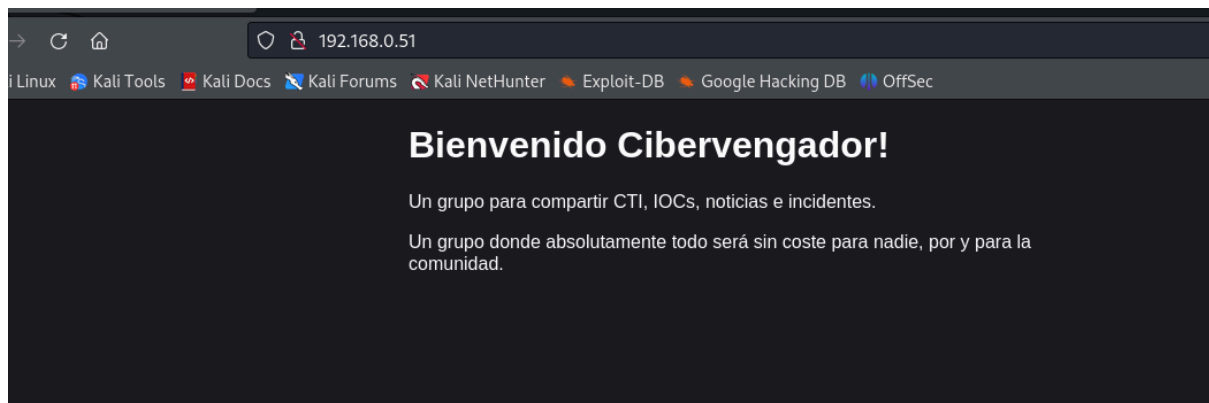 192.168.0.51
i Linux Kali Tools Kali Docs Kali Forums Kali NetHunter Exploit-DB Google Hacking DB OffSec
Bienvenido Cibervengador!
Un grupo para compartir CTI, IOCs, noticias e incidentes.
Un grupo donde absolutamente todo será sin coste para nadie, por y para la
comunidad.